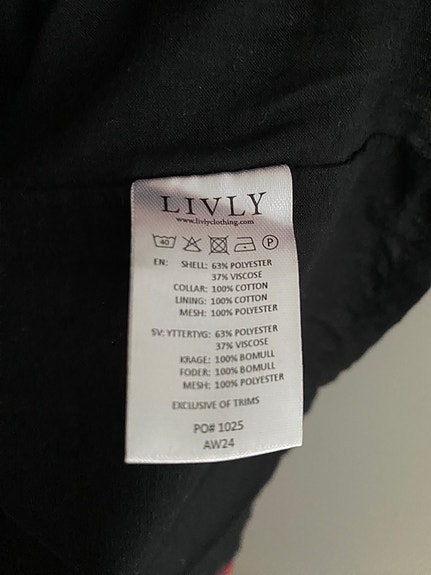 LIVLY
www.livlyclothing.com
40 P
EN: SHELL: 63% POLYESTER
37% VISCOSE
COLLAR: 100% COTTON
LINING: 100% COTTON
MESH: 100% POLYESTER
SV: YTTERTYG: 63% POLYESTER
37% VISCOSE
KRAGE: 100% BOMULL
FODER: 100% BOMULL
MESH: 100% POLYESTER
EXCLUSIVE OF TRIMS
PO# 1025
AW24